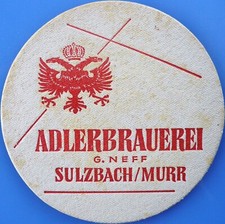 ADLERBRAUEREI
G. NEFF
SULZBACH/MURR